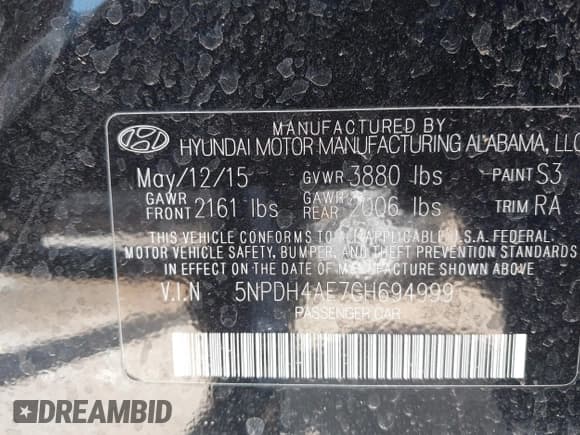 MANUFACTURED BY
HYUNDAI MOTOR MANUFACTURING ALABAMA, LLC
May/12/15 GVWR 3880 lbs PAINT S3
GAWR FRONT 2161 lbs GAWR REAR 2006 lbs TRIM RA
THIS VEHICLE CONFORMS TO ALL APPLICABLE U.S.A. FEDERAL
MOTOR VEHICLE SAFETY, BUMPER, AND THEFT PREVENTION STANDARDS
IN EFFECT ON THE DATE OF MANUFACTURE SHOWN ABOVE.
V.I.N 5NPDH4AE7GH694999
PASSENGER CAR
DREAMBID